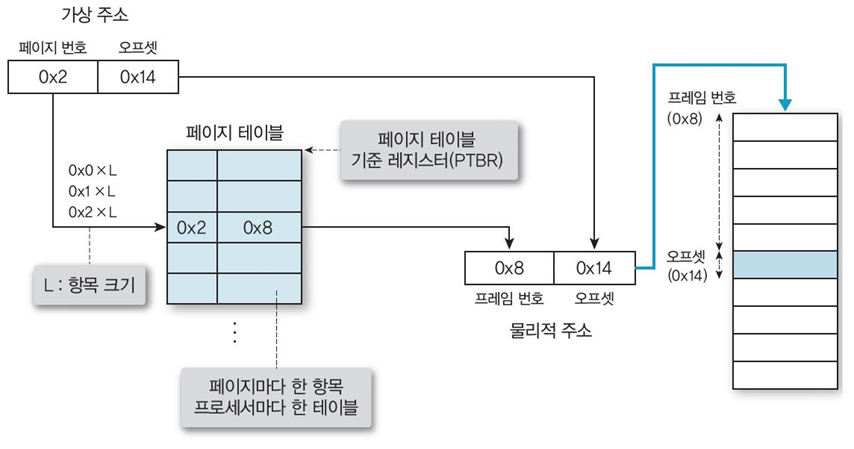 가상 주소
페이지 번호 오프셋
0x2 0x14
페이지 테이블
페이지 테이블
기준 레지스터(PTBR)
프레임 번호
(0x8)
0x0×L
0x1×L
0x2×L
0x2 0x8
L : 항목 크기
0x8 0x14
프레임 번호 오프셋
물리적 주소
오프셋
(0x14)
페이지마다 한 항목
프로세서마다 한 테이블